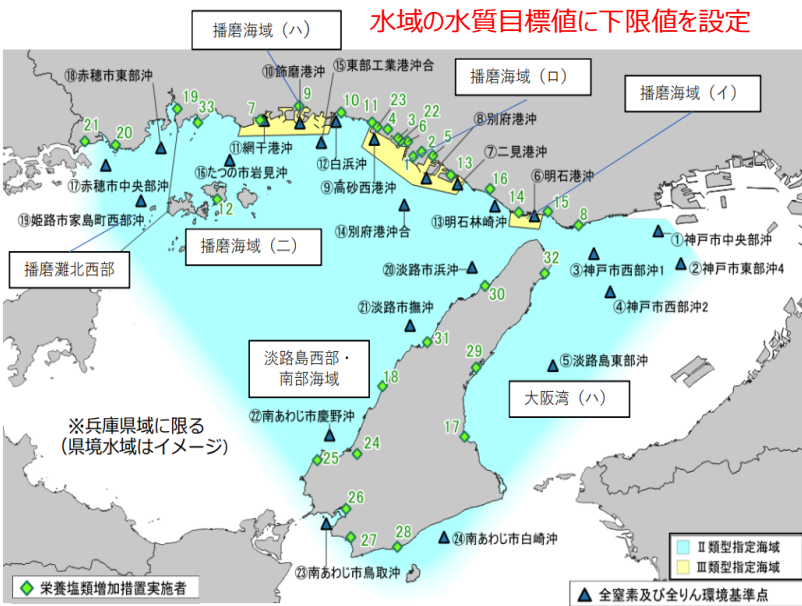 水域の水質目標値に下限値を設定
播磨海域（ハ）
⑱赤穂市東部沖
⑩飾磨港沖
⑮東部工業港沖合
播磨海域（ロ）
播磨海域（イ）
19
33
7
9
10
11
23
4
3
22
6
2
5
1
⑧別府港沖
⑦二見港沖
13
21
20
⑪網干港沖
⑫白浜沖
⑯たつの市岩見沖
⑨高砂西港沖
16
⑥明石港沖
14
15
8
⑰赤穂市中央部沖
⑲姫路市家島町西部沖
12
⑭別府港沖合
⑬明石林崎沖
播磨灘北西部
播磨海域（二）
①神戸市中央部沖
②神戸市東部沖4
③神戸市西部沖1
④神戸市西部沖2
⑳淡路市浜沖
32
30
㉑淡路市撫沖
31
淡路島西部・
南部海域
18
29
⑤淡路島東部沖
大阪湾（ハ）
※兵庫県域に限る
（県境水域はイメージ）
㉒南あわじ市慶野沖
17
24
25
26
27
28
㉔南あわじ市白崎沖
㉓南あわじ市鳥取沖
Ⅱ類型指定海域
Ⅲ類型指定海域
栄養塩類増加措置実施者
全窒素及び全りん環境基準点